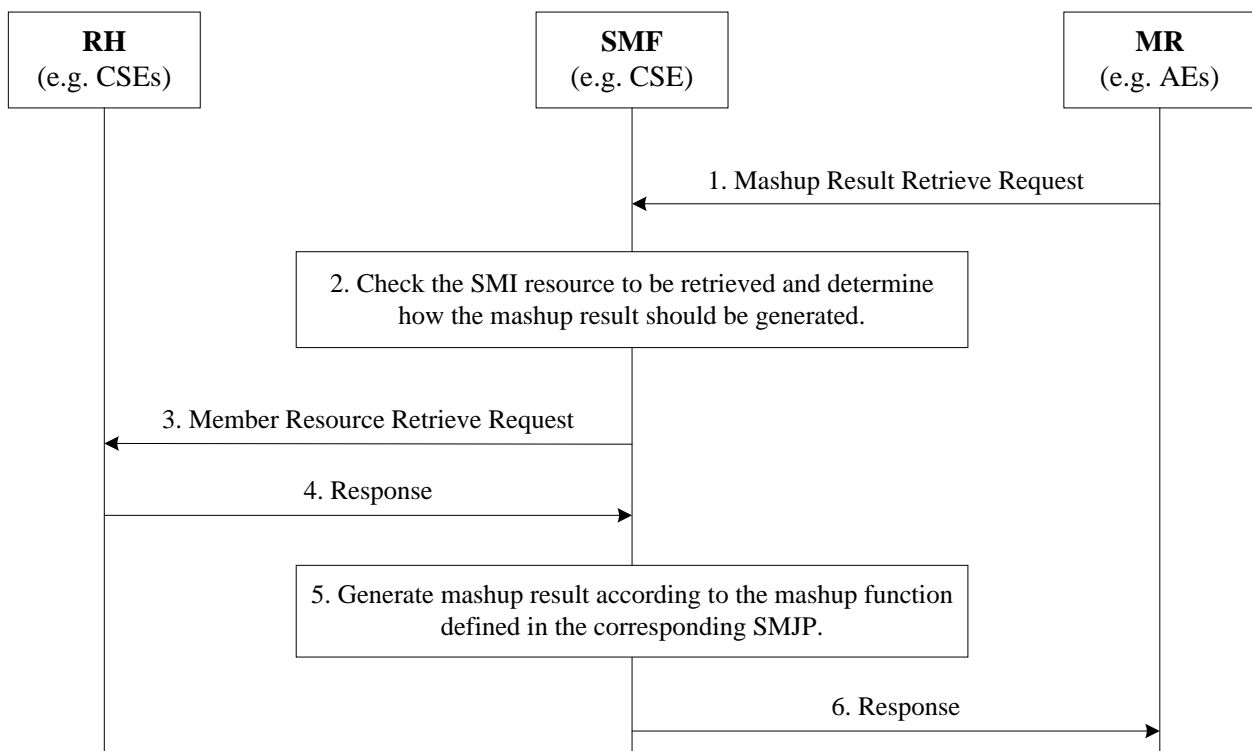 RH
(e.g. CSEs)
SMF
(e.g. CSE)
MR
(e.g. AEs)
1. Mashup Result Retrieve Request
2. Check the SMI resource to be retrieved and determine
how the mashup result should be generated.
3. Member Resource Retrieve Request
4. Response
5. Generate mashup result according to the mashup function
defined in the corresponding SMJP.
6. Response